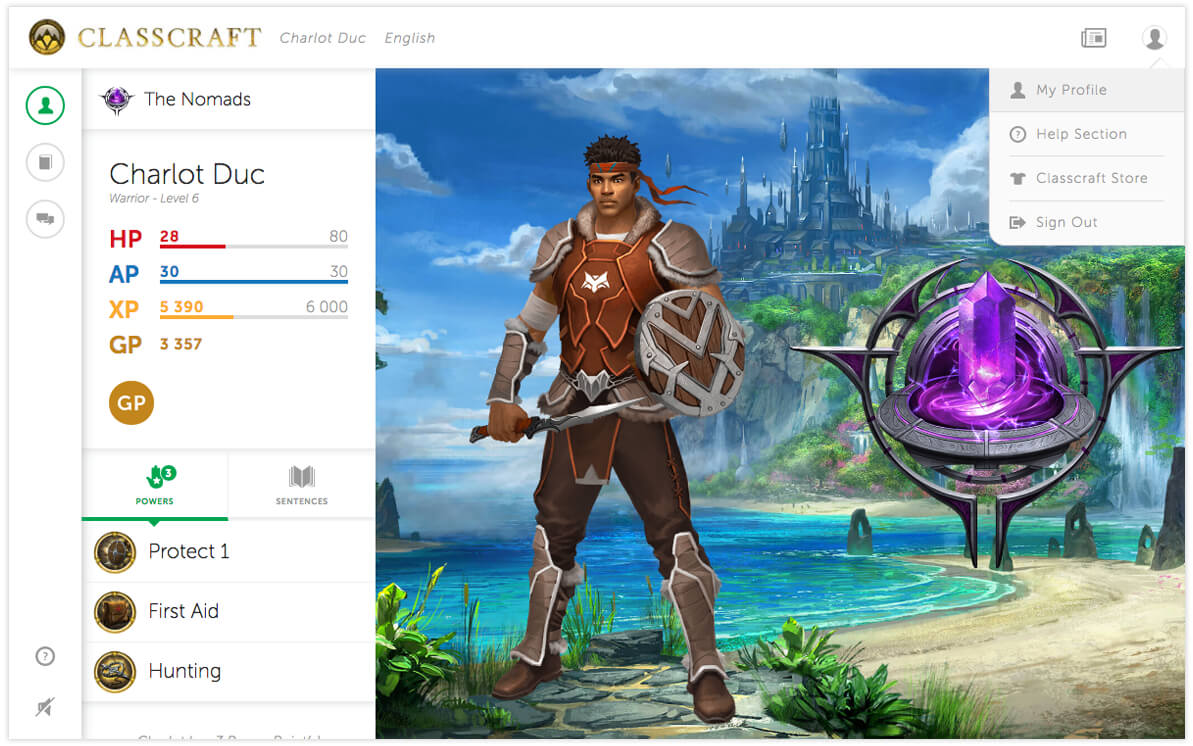 CLASSCRAFT Charlot Duc English
The Nomads
Charlot Duc
Warrior - Level 6
HP 28 80
AP 30 30
XP 5 390 6 000
GP 3 357
GP
3
POWERS
SENTENCES
Protect 1
First Aid
Hunting
My Profile
? Help Section
Classcraft Store
Sign Out
?